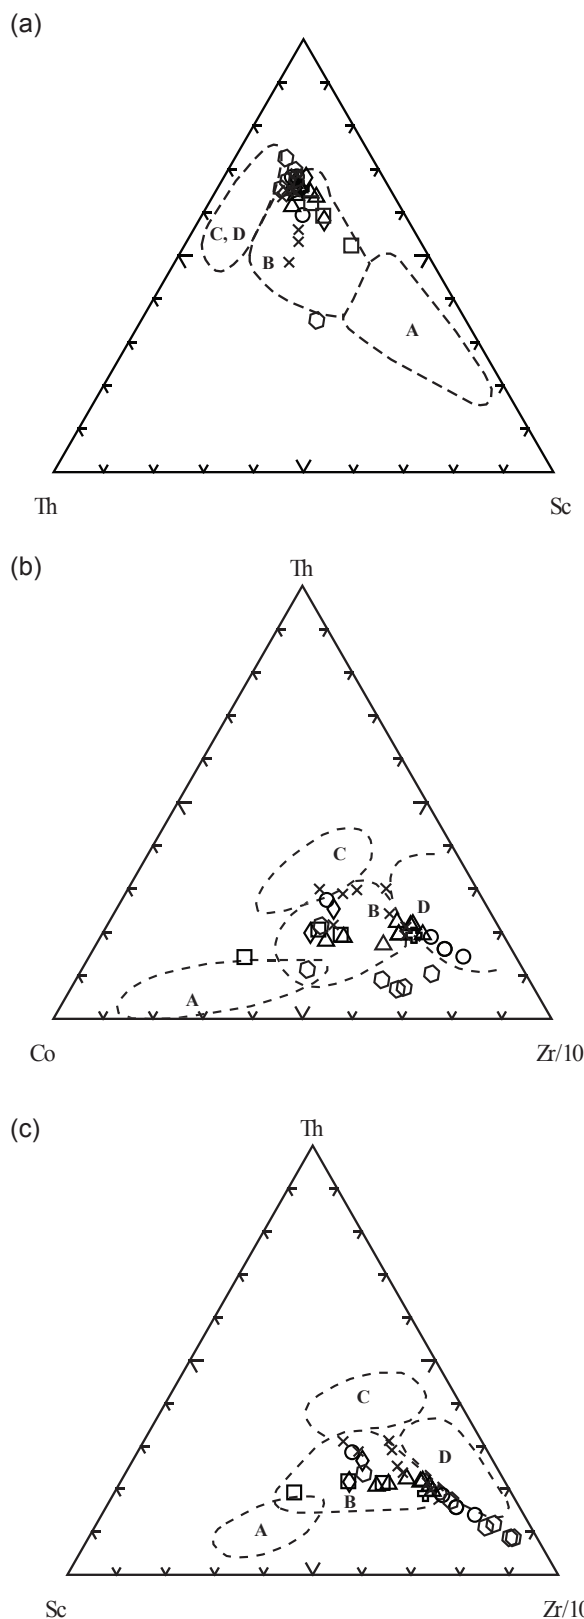 (a)
C, D
B
A
Th Sc
(b)
Th
C
B D
A
Co Zr/10
(c)
Th
C
D
B
A
Sc Zr/10